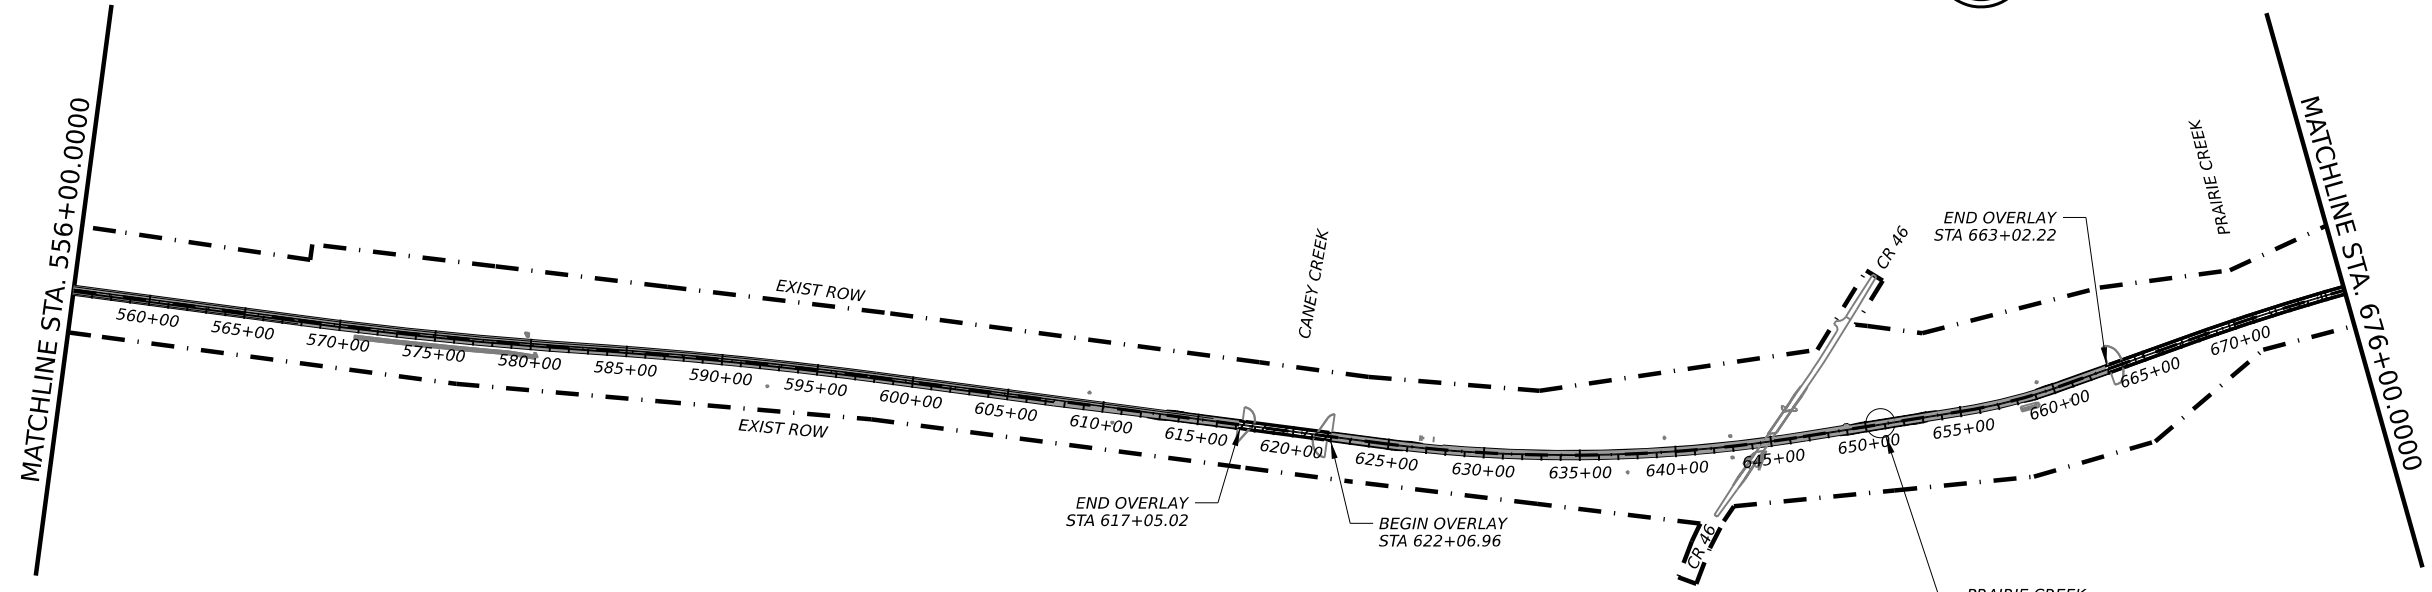 MATCHLINE STA. 556+00.0000
560+00
565+00
570+00
575+00
580+00
585+00
590+00
595+00
600+00
605+00
610+00
615+00
620+00
625+00
630+00
635+00
640+00
645+00
650+00
655+00
660+00
665+00
670+00
EXIST ROW
EXIST ROW
CANEY CREEK
END OVERLAY
STA 617+05.02
BEGIN OVERLAY
STA 622+06.96
CR 46
CR 46
END OVERLAY
STA 663+02.22
PRAIRIE CREEK
PRAIRIE CREEK
MATCHLINE STA. 676+00.0000